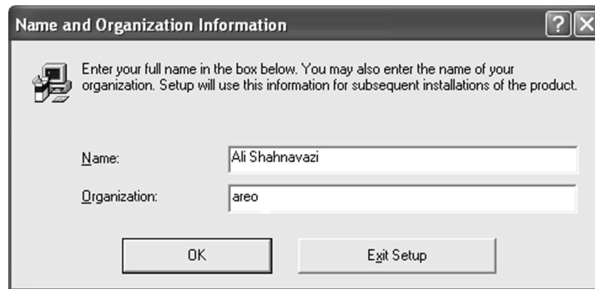 Name and Organization Information
Enter your full name in the box below. You may also enter the name of your
organization. Setup will use this information for subsequent installations of the product.
Name:
Ali Shahnavazi
Organization:
areo
OK
Exit Setup